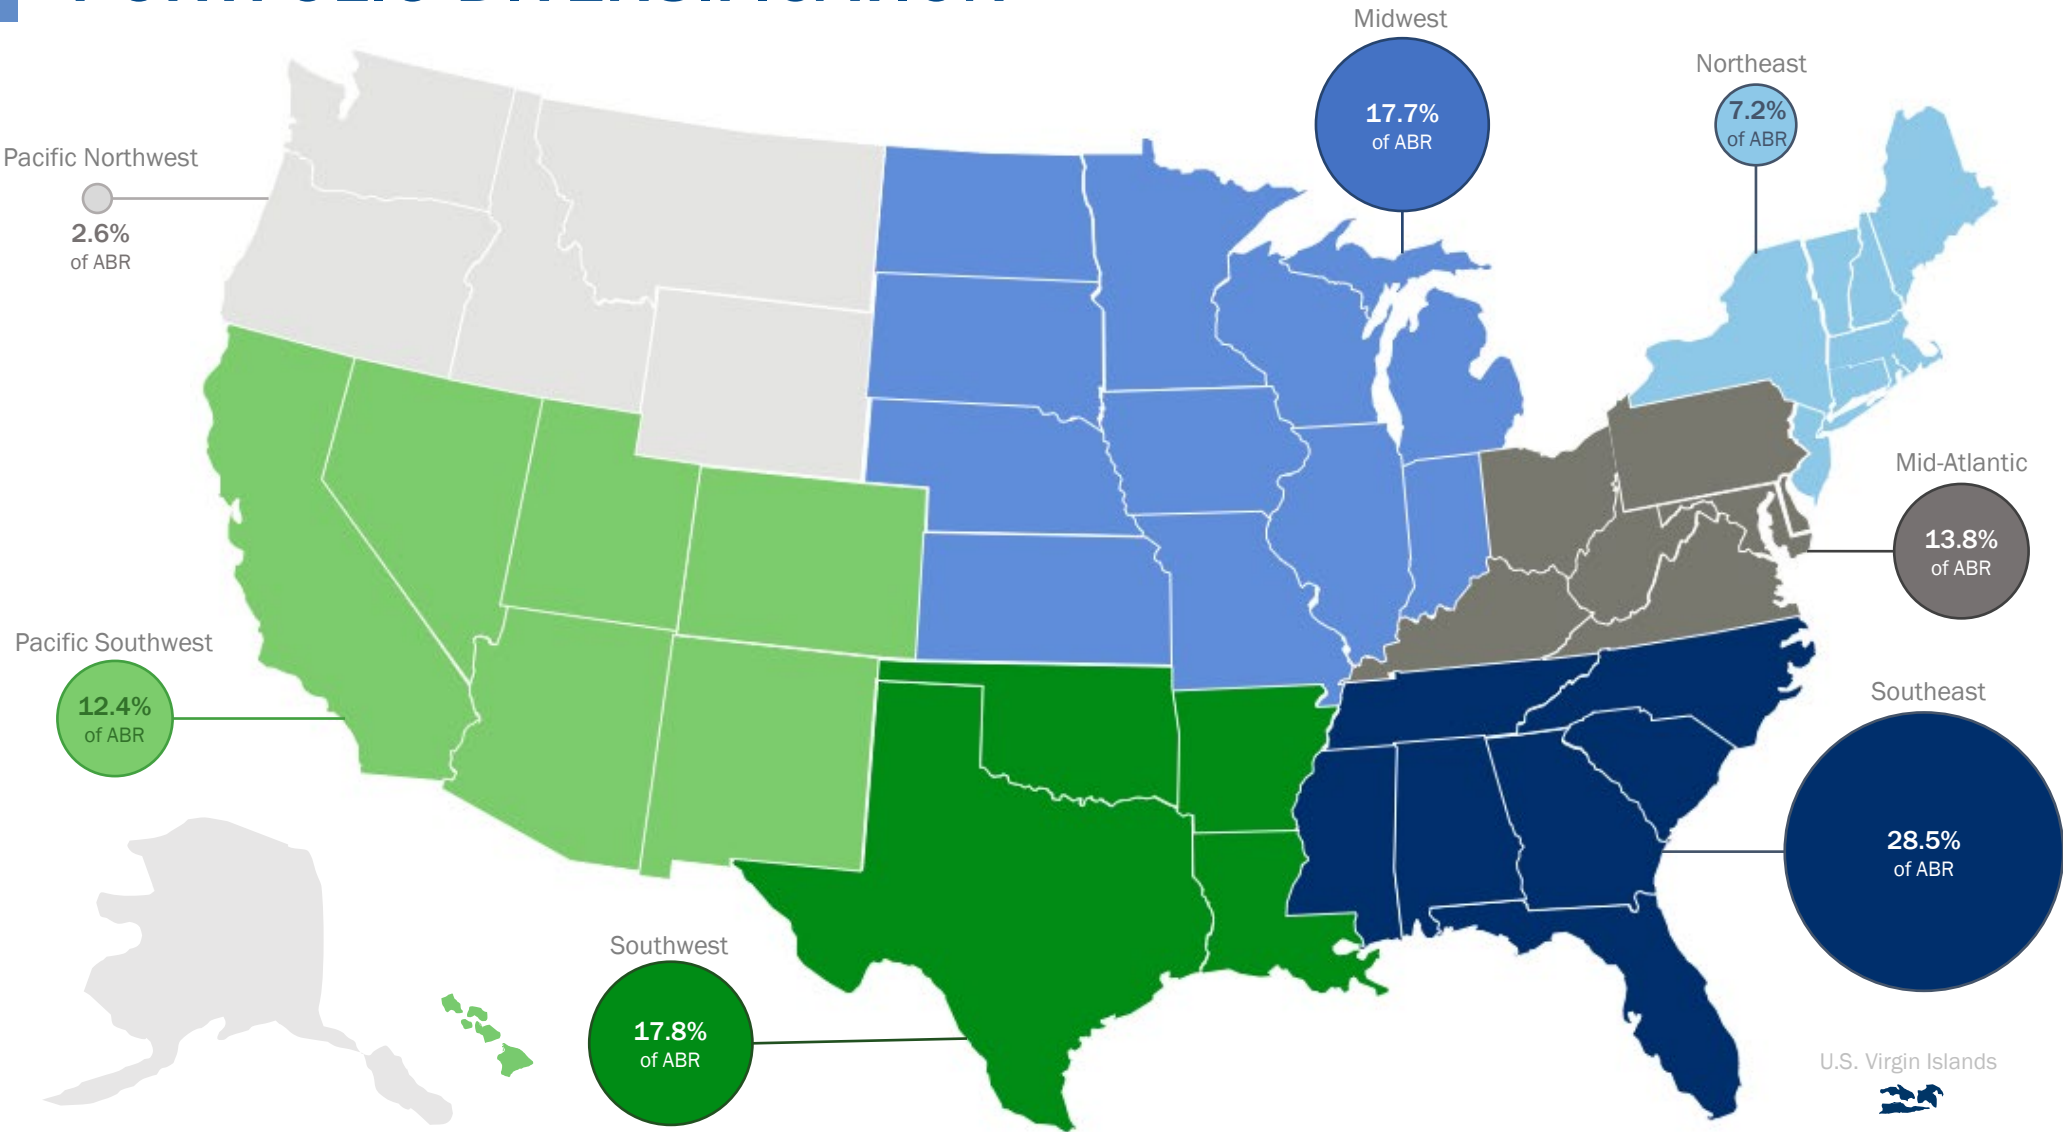 PORTFOLIO DIVERSIFICATION
Midwest
17.7%
of ABR
Northeast
7.2%
of ABR
Pacific Northwest
2.6%
of ABR
Mid-Atlantic
13.8%
of ABR
Pacific Southwest
12.4%
of ABR
Southeast
28.5%
of ABR
Southwest
17.8%
of ABR
U.S. Virgin Islands